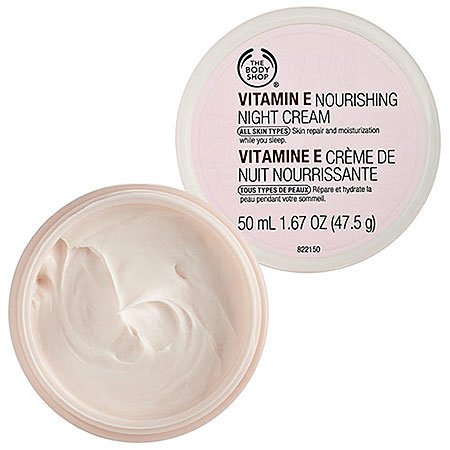 THE
BODY
SHOP
®
VITAMIN E NOURISHING
NIGHT CREAM
ALL SKIN TYPES Skin repair and moisturization
while you sleep.
VITAMINE E CRÈME DE
NUIT NOURRISSANTE
TOUS TYPES DE PEAUX Répare et hydrate la
peau pendant votre sommeil.
50 mL 1.67 OZ (47.5 g)
822150